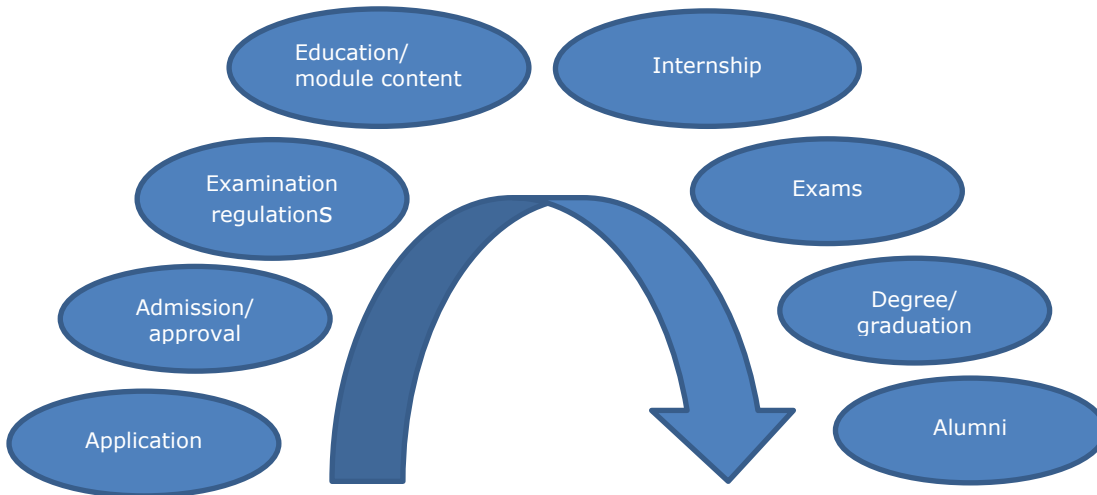 Education/
module content
Internship
Examination
regulations
Exams
Admission/
approval
Degree/
graduation
Application
Alumni